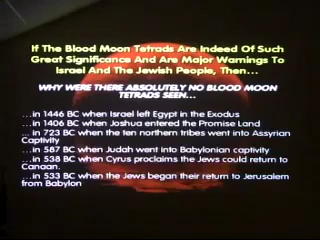 If The Blood Moon Tetrads Are Indeed Of Such
Great Significance And Are Major Warnings To
Israel And The Jewish People, Then...
WHY WERE THERE ABSOLUTELY NO BLOOD MOON
TETRADS SEEN...
...in 1446 BC when Israel left Egypt in the Exodus
... in 1406 BC when Joshua entered the Promise Land
... in 723 BC when the ten northern tribes went into Assyrian
Captivity
...in 587 BC when Judah went into Babylonian captivity
...in 538 BC when Cyrus proclaims the Jews could return to
Canaan.
...in 533 BC when the Jews began their return to Jerusalem
from Babylon